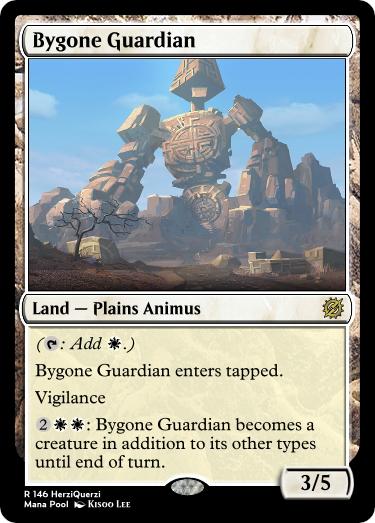 Bygone Guardian
Land — Plains Animus
(: Add .)
Bygone Guardian enters tapped.
Vigilance
2: Bygone Guardian becomes a
creature in addition to its other types
until end of turn.
3/5
R 146 HerziQuerzi
Mana Pool Kisoo Lee